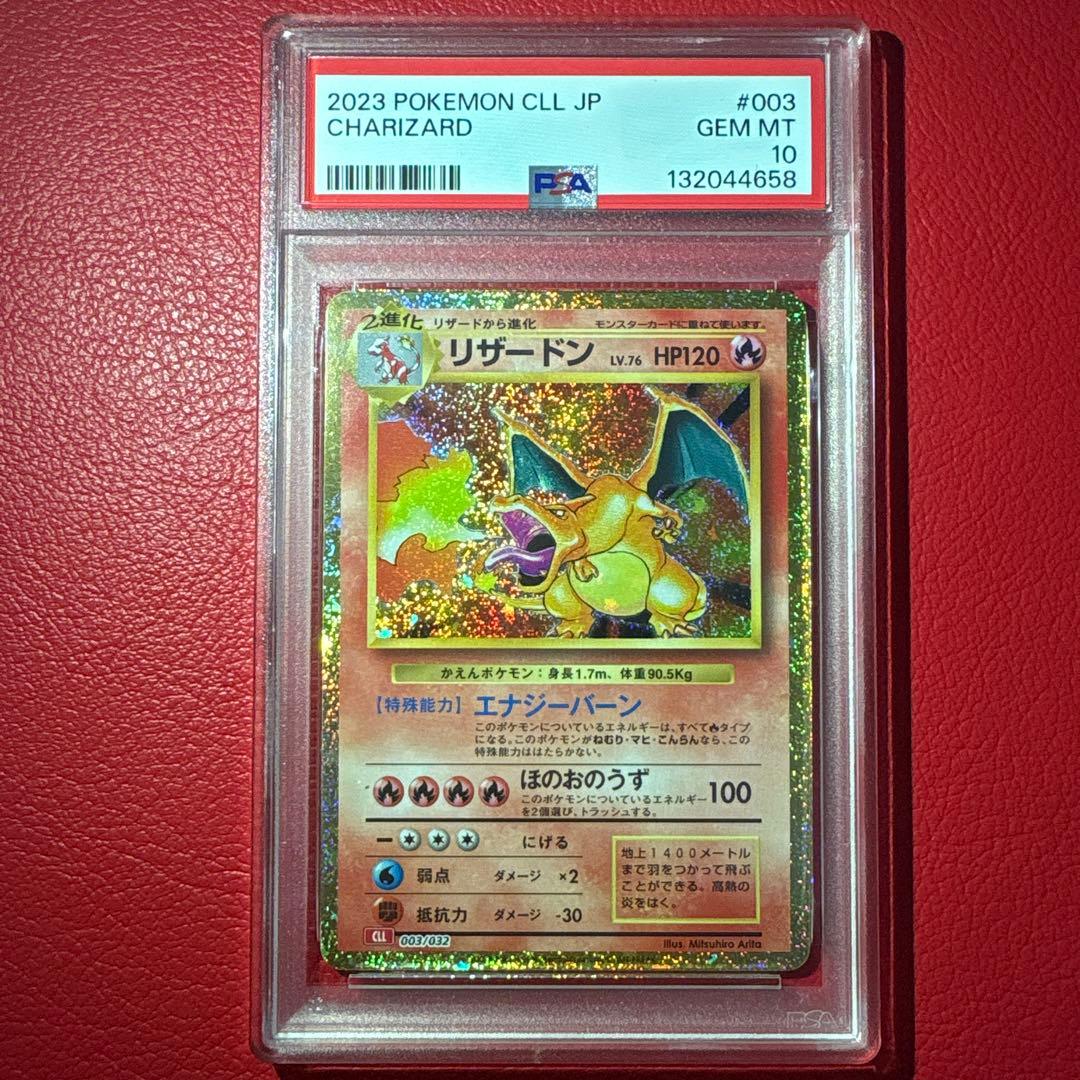 2023 POKEMON CLL JP #003
CHARIZARD GEM MT
10
PSA 132044658
2進化 リザードから進化 モンスターカードに重ねて使います
リザードン LV.76 HP120
かえんポケモン：身長1.7m、体重90.5Kg
【特殊能力】エナジーバーン
このポケモンについているエネルギーは、すべて🔥タイプ
になる。このポケモンがねむり・マヒ・こんらんなら、この
特殊能力ははたらかない。
ほのおのうず 100
このポケモンについているエネルギー
を2個選び、トラッシュする。
にげる
弱点 ダメージ ×2
抵抗力 ダメージ -30
地上1400メートル
まで羽をつかって飛ぶ
ことができる。高熱の
炎をはく。
CLL 003/032 Illus. Mitsuhiro Arita
PSA